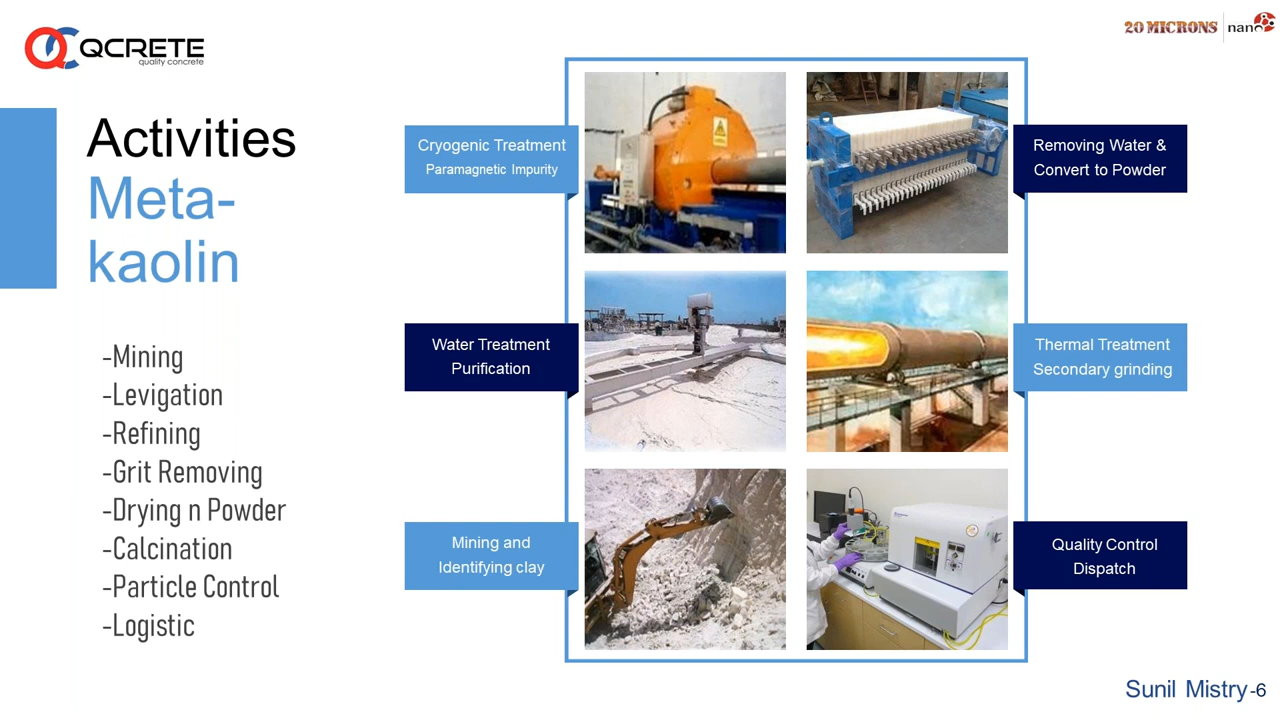 QCRETE
quality concrete
20 MICRONS
nano
Activities
Meta-
kaolin
-Mining
-Levigation
-Refining
-Grit Removing
-Drying n Powder
-Calcination
-Particle Control
-Logistic
Cryogenic Treatment
Paramagnetic Impurity
Water Treatment
Purification
Mining and
Identifying clay
Removing Water &
Convert to Powder
Thermal Treatment
Secondary grinding
Quality Control
Dispatch
Sunil Mistry-6